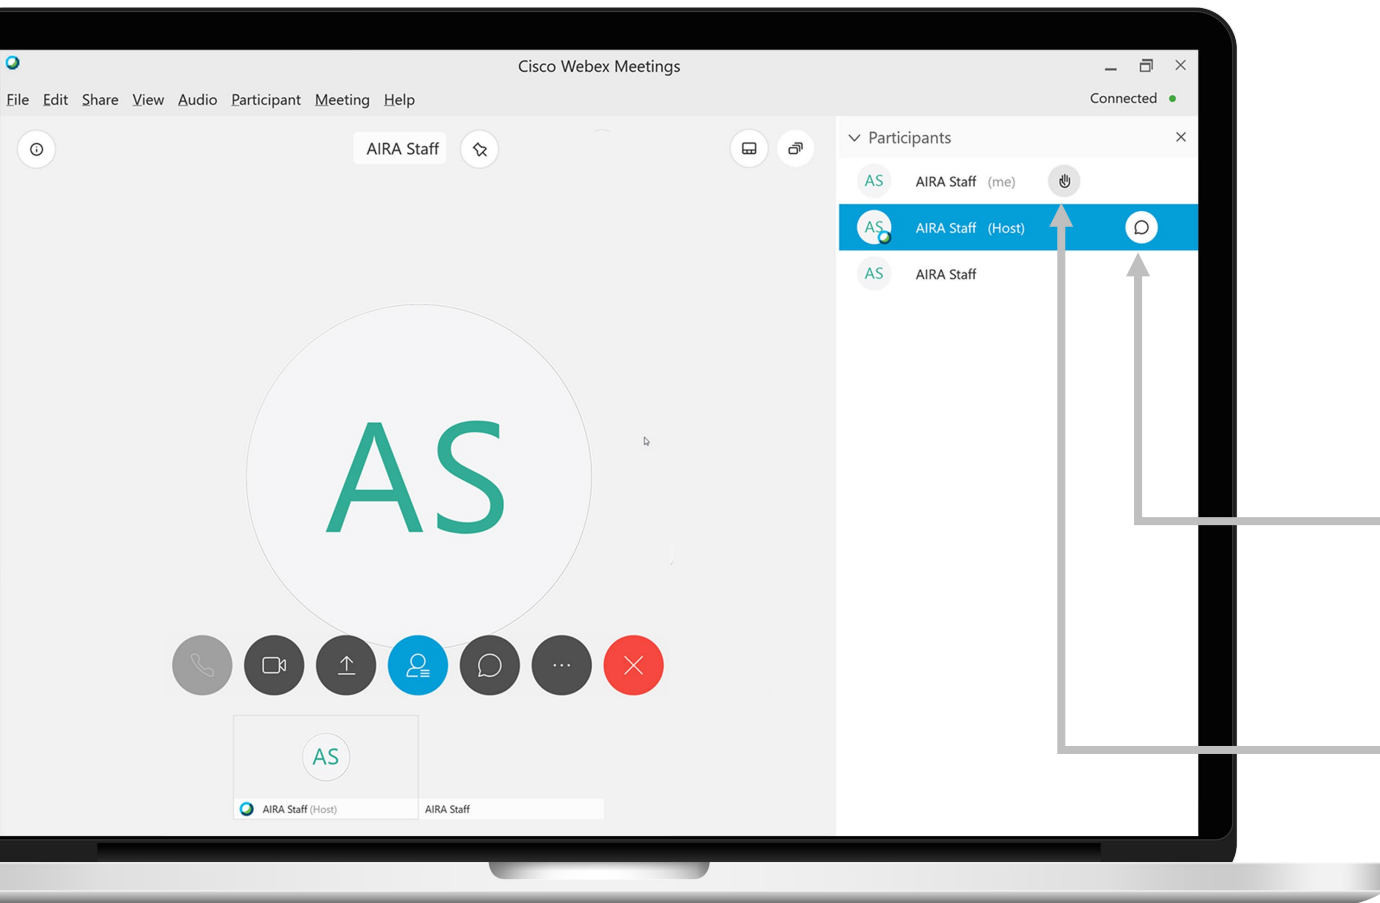 Cisco Webex Meetings
File Edit Share View Audio Participant Meeting Help
Connected
AIRA Staff
Participants
AS AIRA Staff (me)
AS AIRA Staff (Host)
AS AIRA Staff
AS
AS
AIRA Staff (Host)
AIRA Staff